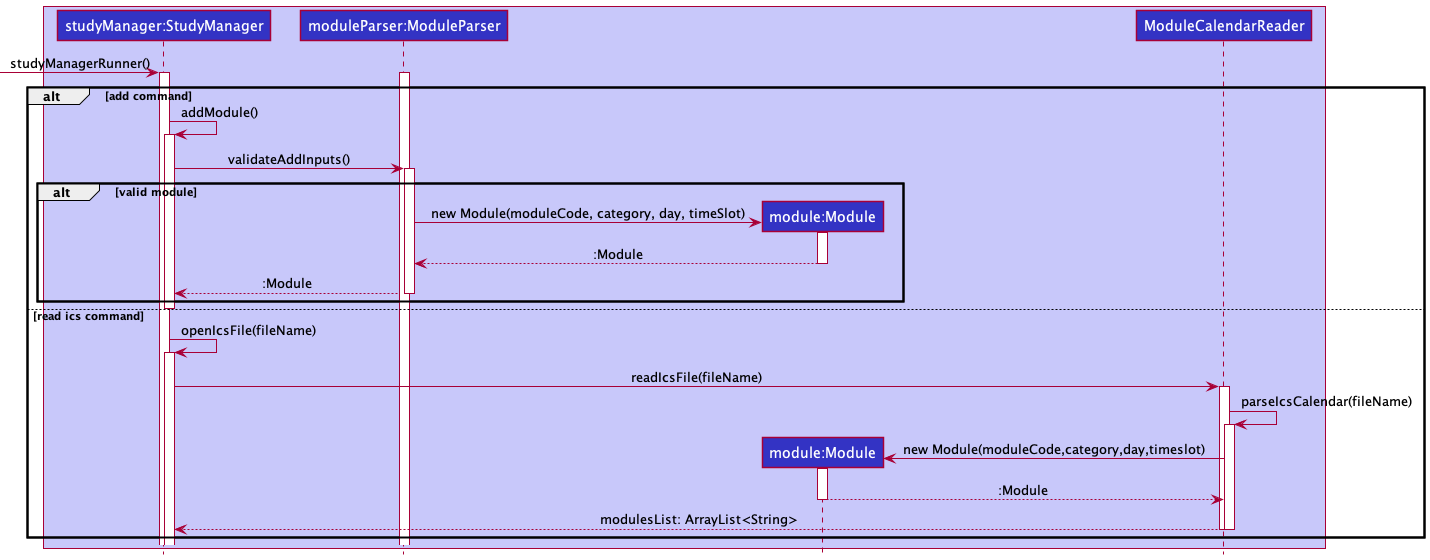 studyManager:StudyManager
moduleParser:ModuleParser
ModuleCalendarReader
studyManagerRunner()
alt
[add command]
addModule()
validateAddInputs()
alt
[valid module]
new Module(moduleCode, category, day, timeSlot)
module:Module
:Module
:Module
[read ics command]
openIcsFile(fileName)
readIcsFile(fileName)
parseIcsCalendar(fileName)
module:Module
new Module(moduleCode,category,day,timeslot)
:Module
modulesList: ArrayList<String>